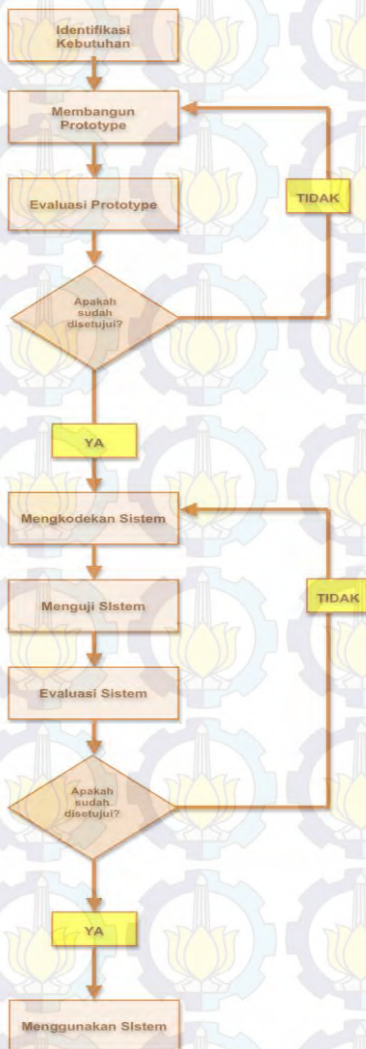 Identifikasi
Kebutuhan
Membangun
Prototype
Evaluasi Prototype
TIDAK
Apakah
sudah
disetujui?
YA
Mengkodekan Sistem
Menguji SIstem
TIDAK
Evaluasi Sistem
Apakah
sudah
disetujui?
YA
Menggunakan SIstem